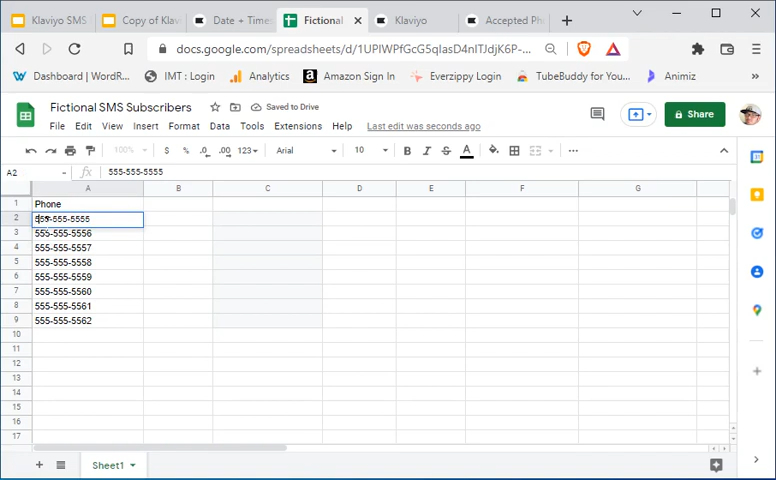 Klaviyo SMS
Copy of Klav
Date + Time
Fictional
Klaviyo
Accepted Ph
docs.google.com/spreadsheets/d/1UPIWPfGcG5qIasD4nITJdjK6P-...
Dashboard | WordP...
IMT : Login
Analytics
Amazon Sign In
Everzippy Login
TubeBuddy for You...
Animiz
Fictional SMS Subscribers
Saved to Drive
Share
File Edit View Insert Format Data Tools Extensions Help Last edit was seconds ago
100% $ % .0 .00 123 Arial 10 B I S A
A2 555-555-5555
A B C D E F G
1 Phone
2 555-555-5555
3 555-555-5556
4 555-555-5557
5 555-555-5558
6 555-555-5559
7 555-555-5560
8 555-555-5561
9 555-555-5562
10
11
12
13
14
15
16
17
Sheet1